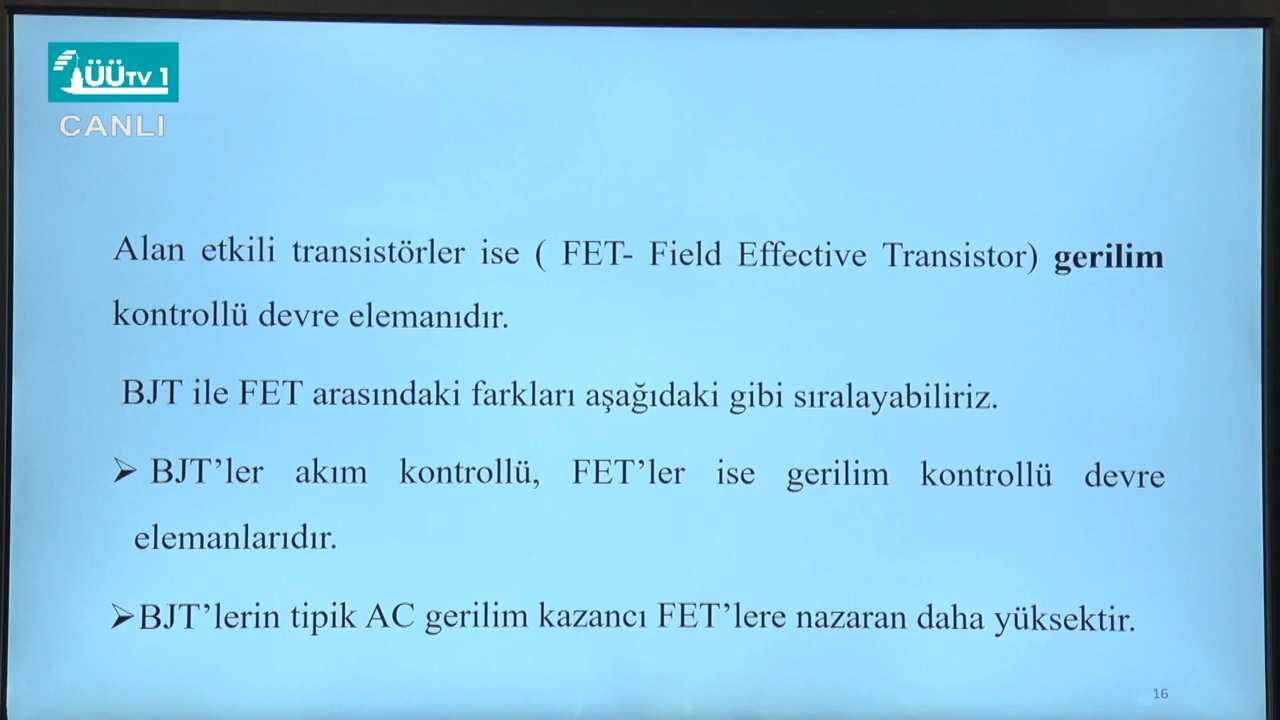 ÜÜTV 1
CANLI
Alan etkili transistörler ise ( FET- Field Effective Transistor) gerilim
kontrollü devre elemanıdır.
BJT ile FET arasındaki farkları aşağıdaki gibi sıralayabiliriz.
➢ BJT’ler akım kontrollü, FET’ler ise gerilim kontrollü devre
elemanlarıdır.
➢BJT’lerin tipik AC gerilim kazancı FET’lere nazaran daha yüksektir.
16